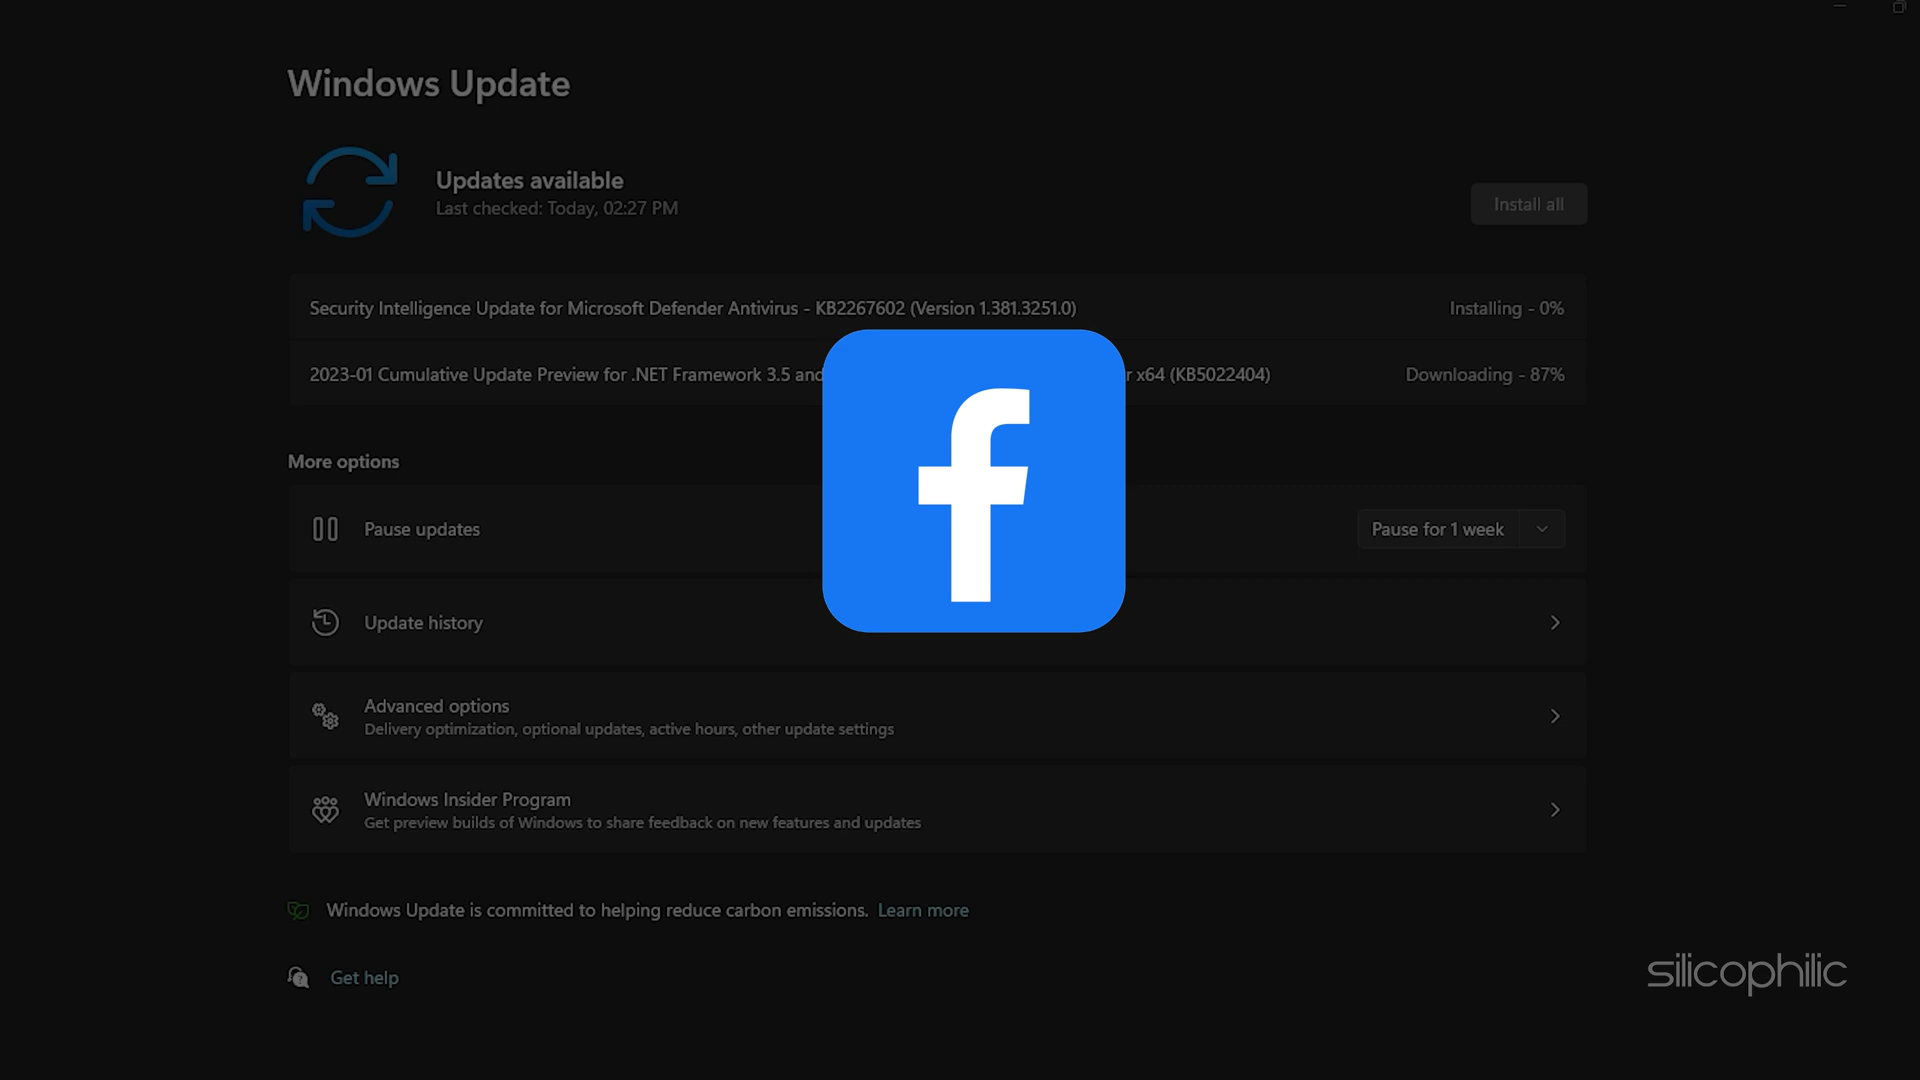 Windows Update
Updates available
Last checked: Today, 02:27 PM
Install all
Security Intelligence Update for Microsoft Defender Antivirus - KB2267602 (Version 1.381.3251.0)
Installing - 0%
2023-01 Cumulative Update Preview for .NET Framework 3.5 and x64 (KB5022404)
Downloading - 87%
More options
Pause updates
Pause for 1 week
Update history
Advanced options
Delivery optimization, optional updates, active hours, other update settings
Windows Insider Program
Get preview builds of Windows to share feedback on new features and updates
Windows Update is committed to helping reduce carbon emissions. Learn more
Get help
silicophilic